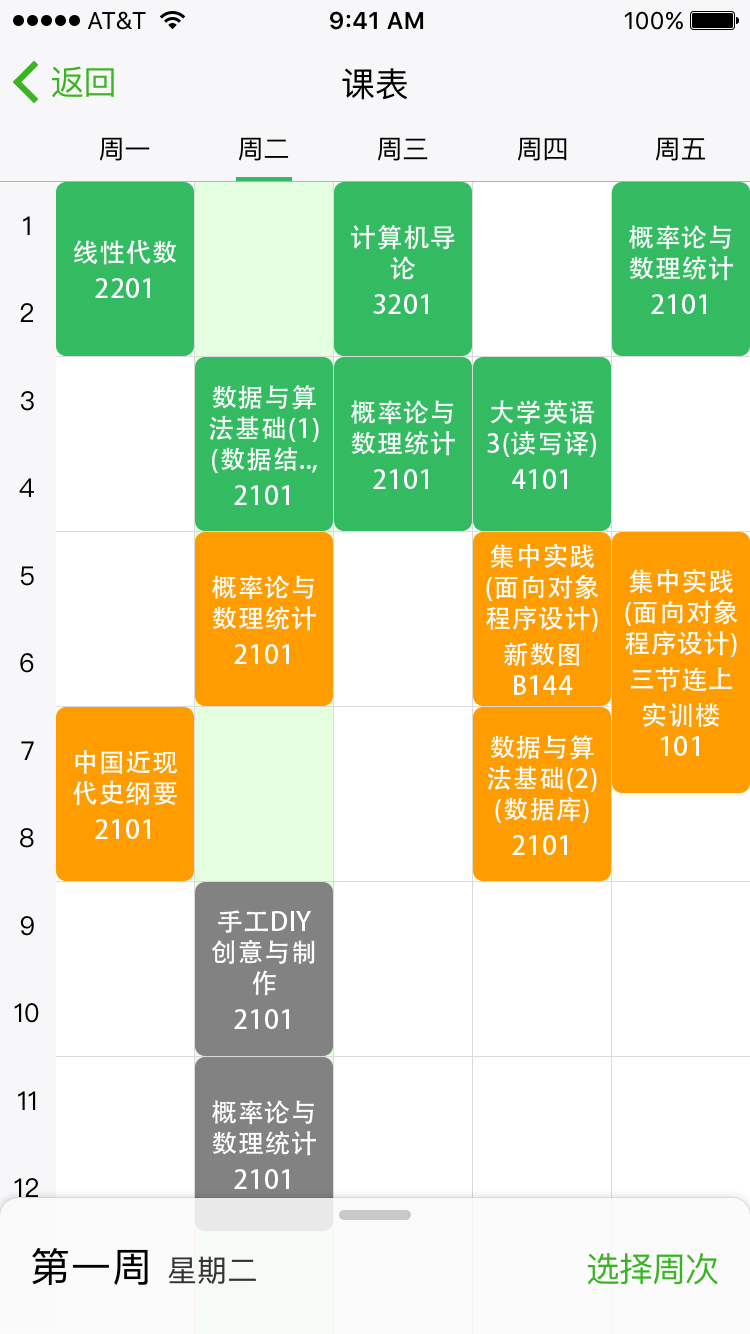 AT&T 9:41 AM 100%
返回 课表
周一 周二 周三 周四 周五
1
2
线性代数
2201
计算机导
论
3201
概率论与
数理统计
2101
3
4
数据与算
法基础(1)
(数据结..,
2101
概率论与
数理统计
2101
大学英语
3(读写译)
4101
5
6
概率论与
数理统计
2101
集中实践
(面向对象
程序设计)
新数图
B144
集中实践
(面向对象
程序设计)
三节连上
实训楼
101
7
8
中国近现
代史纲要
2101
数据与算
法基础(2)
(数据库)
2101
9
10
手工DIY
创意与制
作
2101
11
12
概率论与
数理统计
2101
第一周 星期二 选择周次